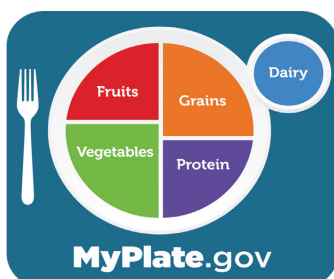 Dairy
Fruits
Grains
Vegetables
Protein
MyPlate.gov